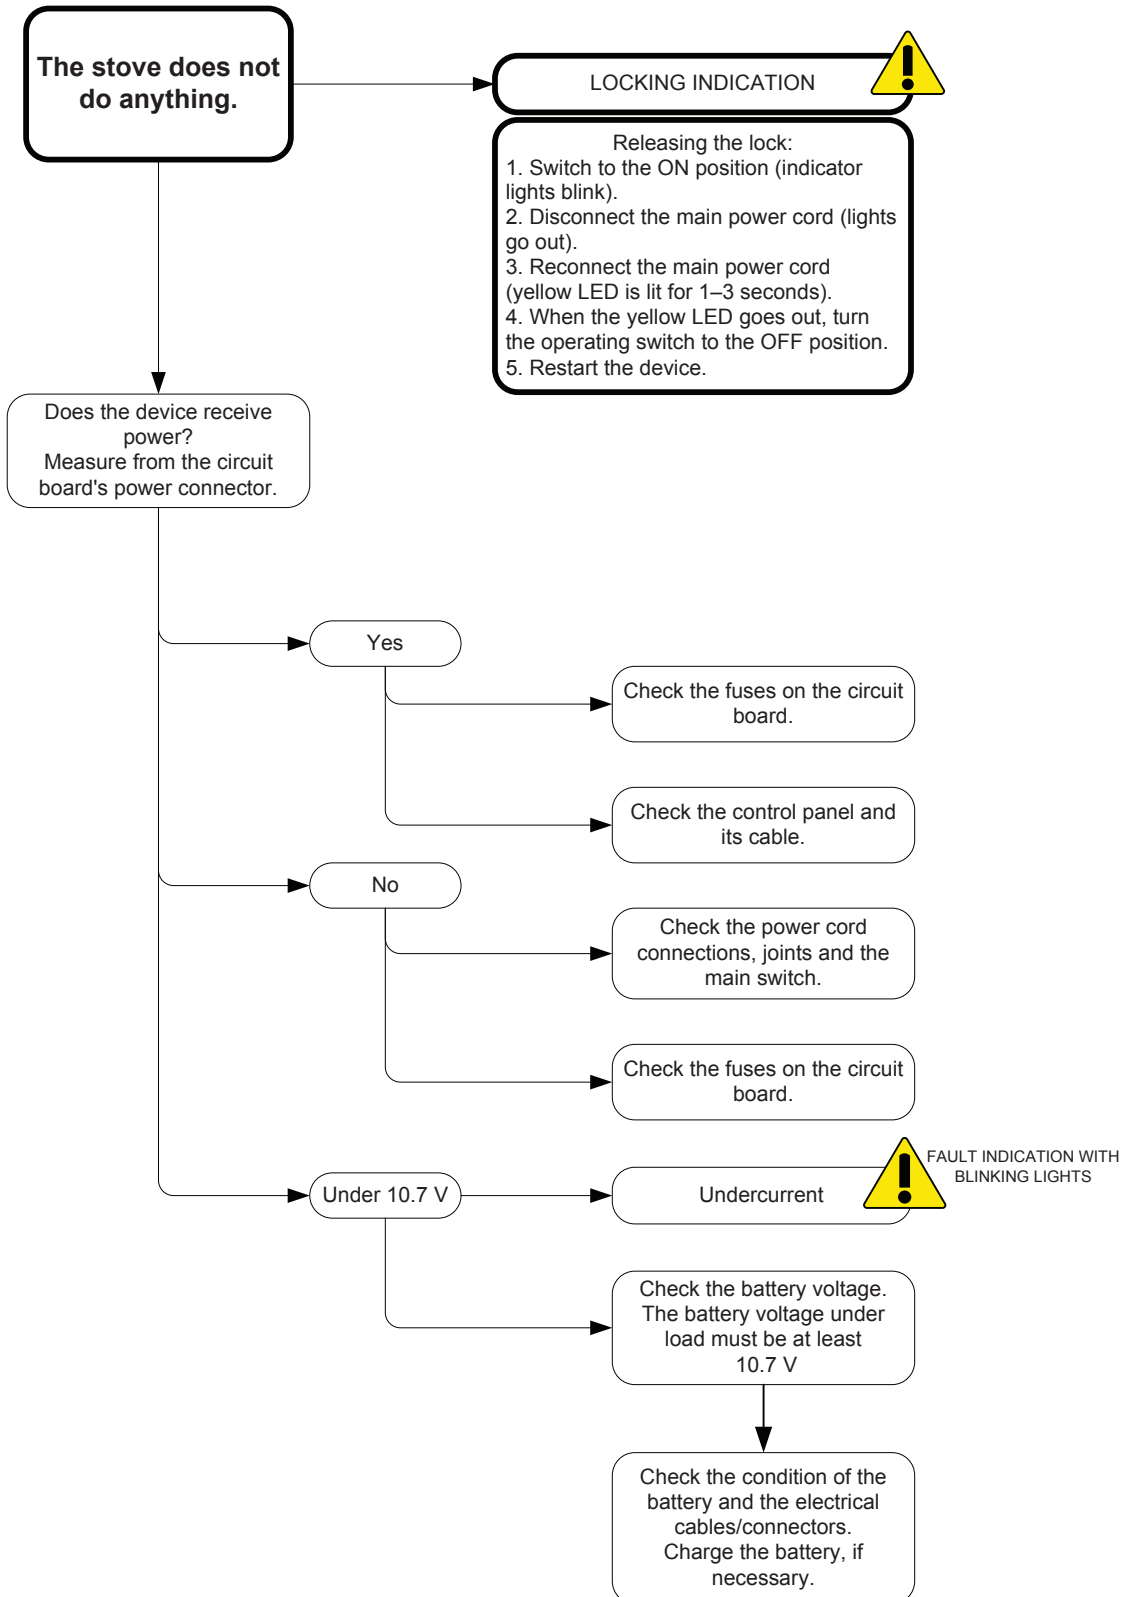 The stove does not
do anything.
LOCKING INDICATION
Releasing the lock:
1. Switch to the ON position (indicator
lights blink).
2. Disconnect the main power cord (lights
go out).
3. Reconnect the main power cord
(yellow LED is lit for 1–3 seconds).
4. When the yellow LED goes out, turn
the operating switch to the OFF position.
5. Restart the device.
Does the device receive
power?
Measure from the circuit
board's power connector.
Yes
Check the fuses on the circuit
board.
Check the control panel and
its cable.
No
Check the power cord
connections, joints and the
main switch.
Check the fuses on the circuit
board.
Under 10.7 V
Undercurrent
FAULT INDICATION WITH
BLINKING LIGHTS
Check the battery voltage.
The battery voltage under
load must be at least
10.7 V
Check the condition of the
battery and the electrical
cables/connectors.
Charge the battery, if
necessary.